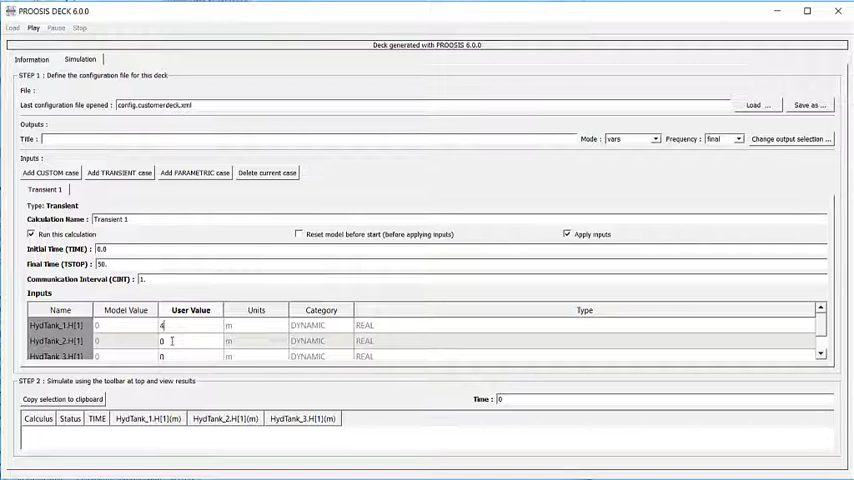 PROOSIS DECK 6.0.0
Load Play Pause Stop
Deck generated with PROOSIS 6.0.0
Information Simulation
STEP 1 : Define the configuration file for this deck
File :
Last configuration file opened : config.customerdeck.xml Load ... Save as ...
Outputs :
Title : Mode : vars Frequency : final Change output selection ...
Inputs :
Add CUSTOM case Add TRANSIENT case Add PARAMETRIC case Delete current case
Transient 1
Type: Transient
Calculation Name : Transient 1
Run this calculation Reset model before start (before applying inputs) Apply inputs
Initial Time (TIME) : 0.0
Final Time (TSTOP) : 50.
Communication Interval (CINT) : 1.
Inputs
Name Model Value User Value Units Category Type
HydTank_1.H[1] 0 4 m DYNAMIC REAL
HydTank_2.H[1] 0 0 m DYNAMIC REAL
HydTank_3.H[1] 0 0 m DYNAMIC REAL
STEP 2 : Simulate using the toolbar at top and view results
Copy selection to clipboard Time : 0
Calculus Status TIME HydTank_1.H[1](m) HydTank_2.H[1](m) HydTank_3.H[1](m)